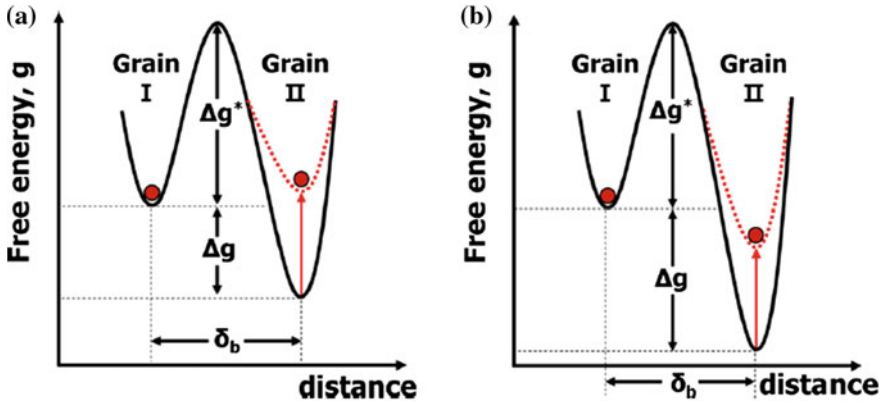 (a)
Free energy, g
Grain
I
Grain
II
Δg*
Δg
δb
distance
(b)
Free energy, g
Grain
I
Grain
II
Δg*
Δg
δb
distance